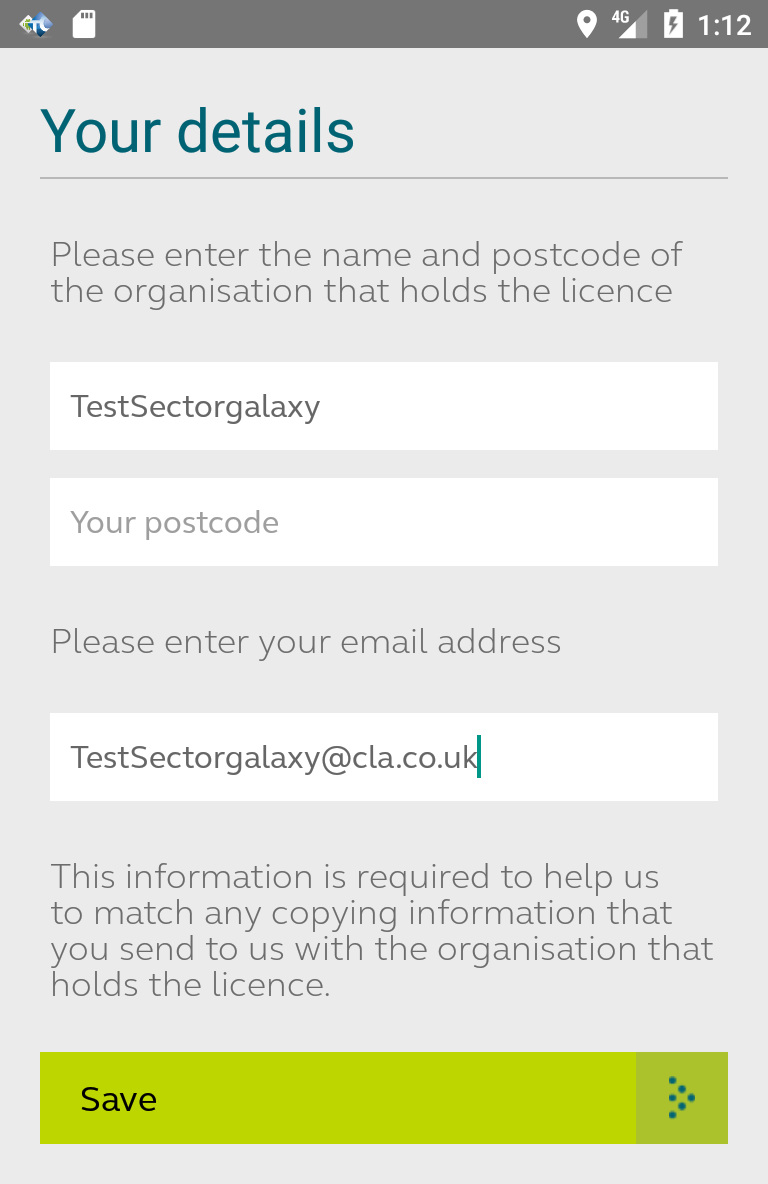 4G 1:12
Your details
Please enter the name and postcode of
the organisation that holds the licence
TestSectorgalaxy
Your postcode
Please enter your email address
TestSectorgalaxy@cla.co.uk
This information is required to help us
to match any copying information that
you send to us with the organisation that
holds the licence.
Save